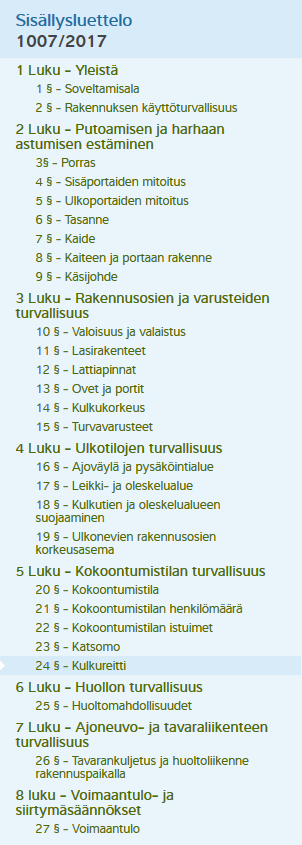 Sisällysluettelo
1007/2017
1 Luku - Yleistä
1 § - Soveltamisala
2 § - Rakennuksen käyttöturvallisuus
2 Luku - Putoamisen ja harhaan
astumisen estäminen
3§ - Porras
4 § - Sisäportaiden mitoitus
5 § - Ulkoportaiden mitoitus
6 § - Tasanne
7 § - Kaide
8 § - Kaiteen ja portaan rakenne
9 § - Käsijohde
3 Luku - Rakennusosien ja varusteiden
turvallisuus
10 § - Valoisuus ja valaistus
11 § - Lasirakenteet
12 § - Lattiapinnat
13 § - Ovet ja portit
14 § - Kulkukorkeus
15 § - Turvavarusteet
4 Luku - Ulkotilojen turvallisuus
16 § - Ajoväylä ja pysäköintialue
17 § - Leikki- ja oleskelualue
18 § - Kulkutien ja oleskelualueen
suojaaminen
19 § - Ulkonevien rakennusosien
korkeusasema
5 Luku - Kokoontumistilan turvallisuus
20 § - Kokoontumistila
21 § - Kokoontumistilan henkilömäärä
22 § - Kokoontumistilan istuimet
23 § - Katsomo
24 § - Kulkureitti
6 Luku - Huollon turvallisuus
25 § - Huoltomahdollisuudet
7 Luku - Ajoneuvo- ja tavaraliikenteen
turvallisuus
26 § - Tavarankuljetus ja huoltoliikenne
rakennuspaikalla
8 luku - Voimaantulo- ja
siirtymäsäännökset
27 § - Voimaantulo